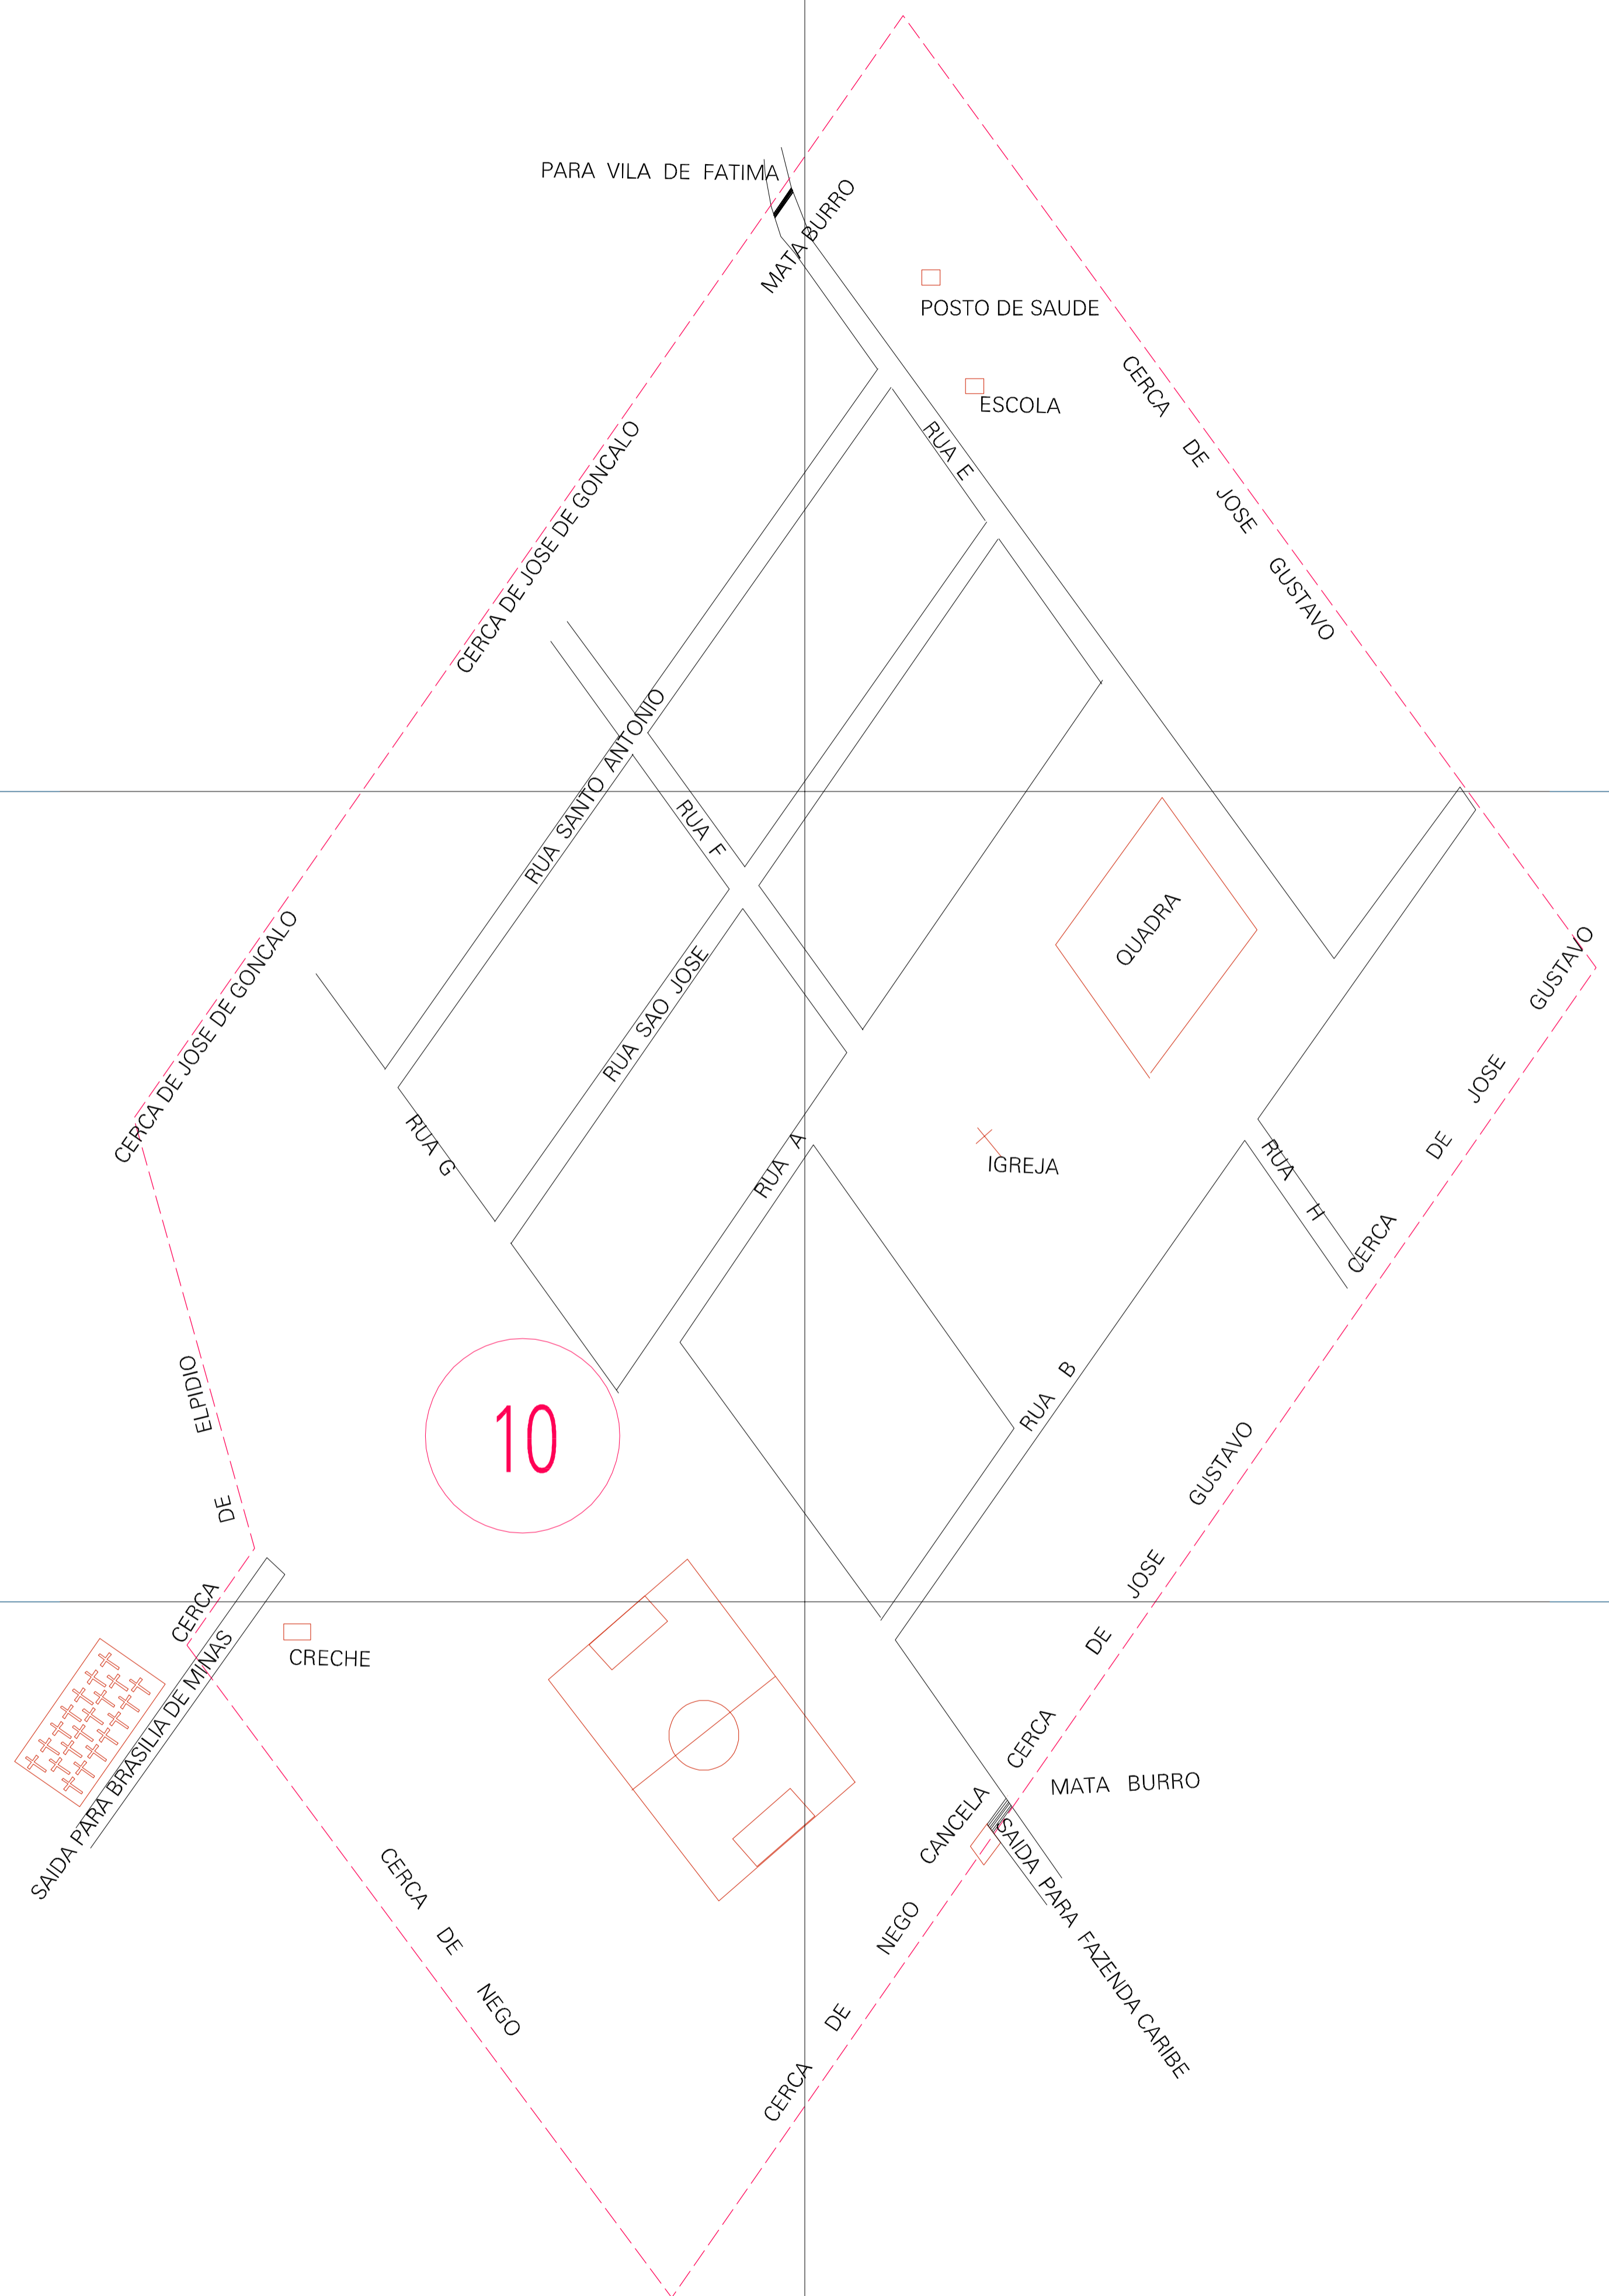 PARA VILA DE FATIMA
MATA BURRO
POSTO DE SAUDE
ESCOLA
CERCA DE JOSE GUSTAVO
RUA E
CERCA DE JOSE DE GONCALO
RUA SANTO ANTONIO
RUA F
QUADRA
CERCA DE JOSE DE GONCALO
RUA SAO JOSE
CERCA DE JOSE GUSTAVO
RUA G
RUA A
IGREJA
RUA H
CERCA DE ELPIDIO
RUA B
10
CERCA DE JOSE GUSTAVO
CRECHE
SAIDA PARA BRASILIA DE MINAS
MATA BURRO
CANCELA
SAIDA PARA FAZENDA CARIBE
CERCA DE NEGO
CERCA DE NEGO